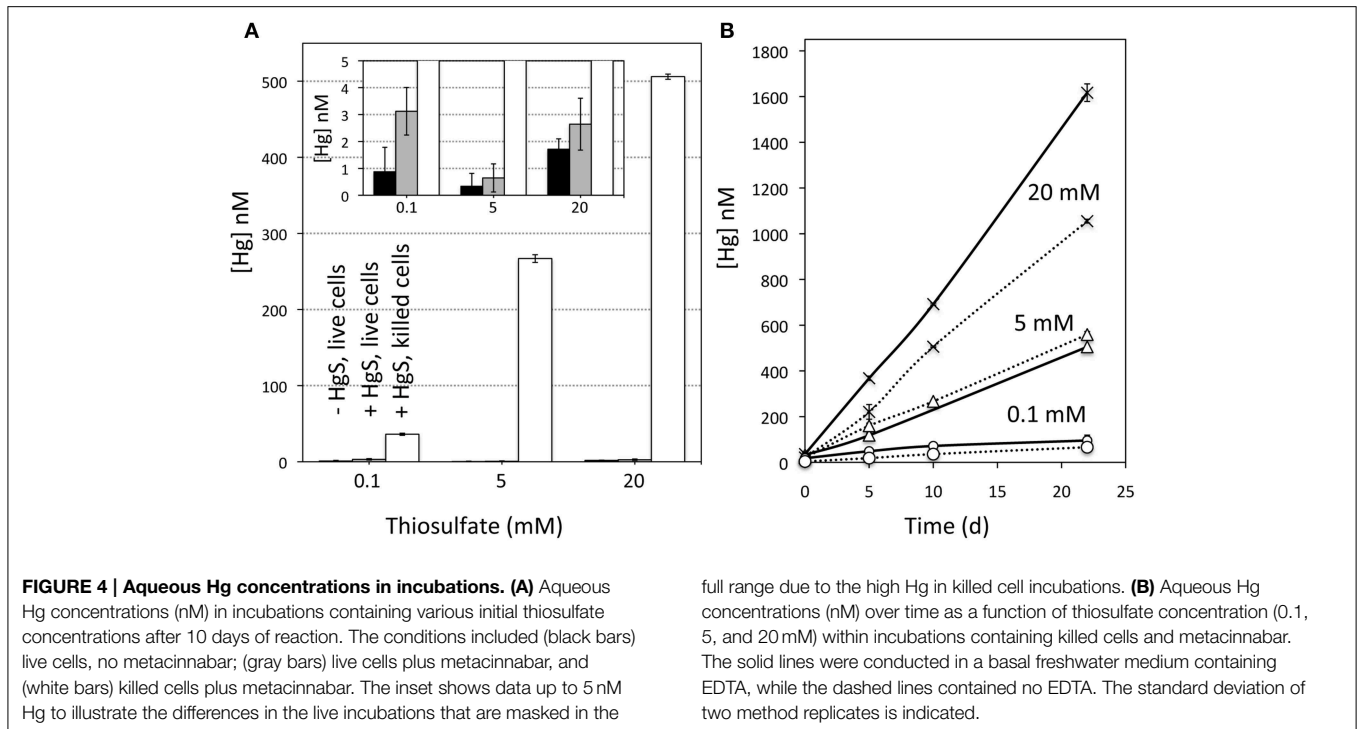 A
500
400
300
200
100
0
[Hg] nM
5
4
3
2
1
0
[Hg] nM
0.1
5
20
- HgS, live cells
+ HgS, live cells
+ HgS, killed cells
0.1
5
20
Thiosulfate (mM)
B
1800
1600
1400
1200
1000
800
600
400
200
0
[Hg] nM
20 mM
5 mM
0.1 mM
0
5
10
15
20
25
Time (d)
FIGURE 4 | Aqueous Hg concentrations in incubations. (A) Aqueous
Hg concentrations (nM) in incubations containing various initial thiosulfate
concentrations after 10 days of reaction. The conditions included (black bars)
live cells, no metacinnabar; (gray bars) live cells plus metacinnabar, and
(white bars) killed cells plus metacinnabar. The inset shows data up to 5 nM
Hg to illustrate the differences in the live incubations that are masked in the
full range due to the high Hg in killed cell incubations. (B) Aqueous Hg
concentrations (nM) over time as a function of thiosulfate concentration (0.1,
5, and 20 mM) within incubations containing killed cells and metacinnabar.
The solid lines were conducted in a basal freshwater medium containing
EDTA, while the dashed lines contained no EDTA. The standard deviation of
two method replicates is indicated.